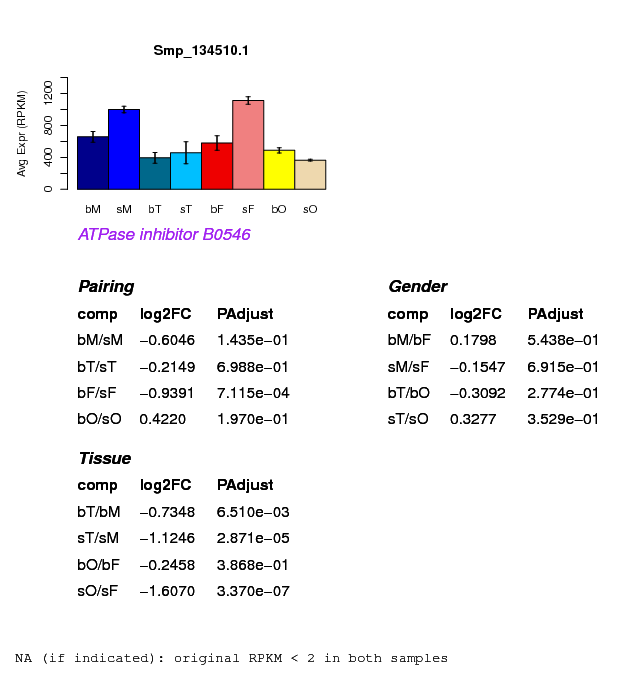 Smp_134510.1
Avg Expr (RPKM)
0 400 800 1200
bM sM bT sT bF sF bO sO
ATPase inhibitor B0546
Pairing
comp log2FC PAdjust
bM/sM −0.6046 1.435e−01
bT/sT −0.2149 6.988e−01
bF/sF −0.9391 7.115e−04
bO/sO 0.4220 1.970e−01
Gender
comp log2FC PAdjust
bM/bF 0.1798 5.438e−01
sM/sF −0.1547 6.915e−01
bT/bO −0.3092 2.774e−01
sT/sO 0.3277 3.529e−01
Tissue
comp log2FC PAdjust
bT/bM −0.7348 6.510e−03
sT/sM −1.1246 2.871e−05
bO/bF −0.2458 3.868e−01
sO/sF −1.6070 3.370e−07
NA (if indicated): original RPKM < 2 in both samples